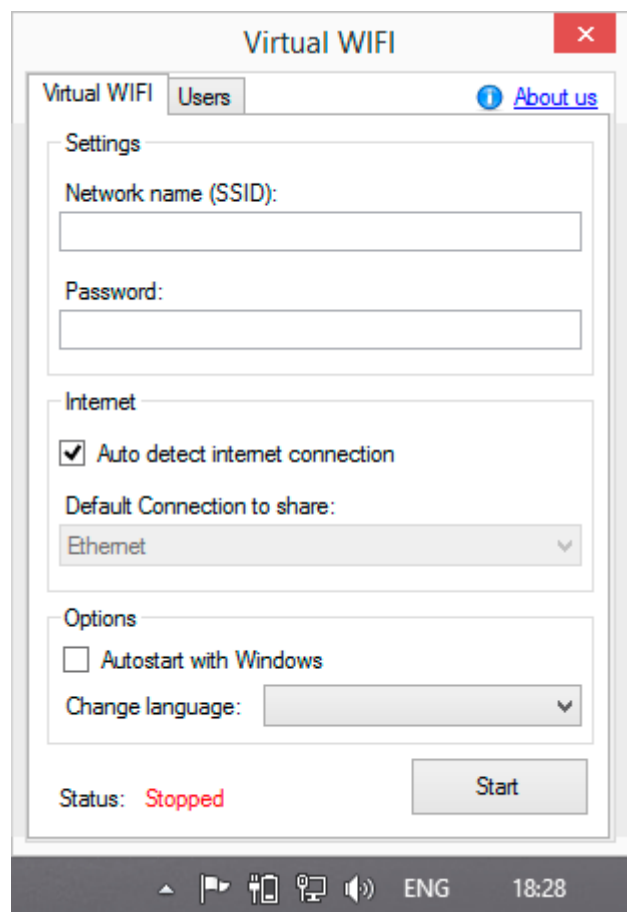 Virtual WIFI
Virtual WIFI Users About us
Settings
Network name (SSID):
Password:
Internet
Auto detect internet connection
Default Connection to share:
Ethernet
Options
Autostart with Windows
Change language:
Status: Stopped Start
ENG 18:28